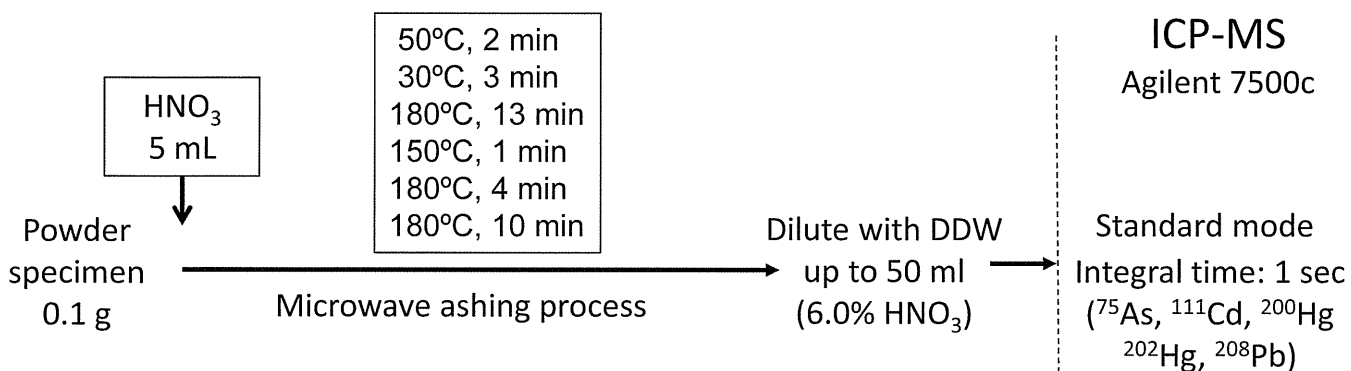 HNO₃
5 mL
Powder
specimen
0.1 g
50ºC, 2 min
30ºC, 3 min
180ºC, 13 min
150ºC, 1 min
180ºC, 4 min
180ºC, 10 min
Microwave ashing process
Dilute with DDW
up to 50 ml
(6.0% HNO₃)
ICP-MS
Agilent 7500c
Standard mode
Integral time: 1 sec
(⁷⁵As, ¹¹¹Cd, ²⁰⁰Hg
²⁰²Hg, ²⁰⁸Pb)